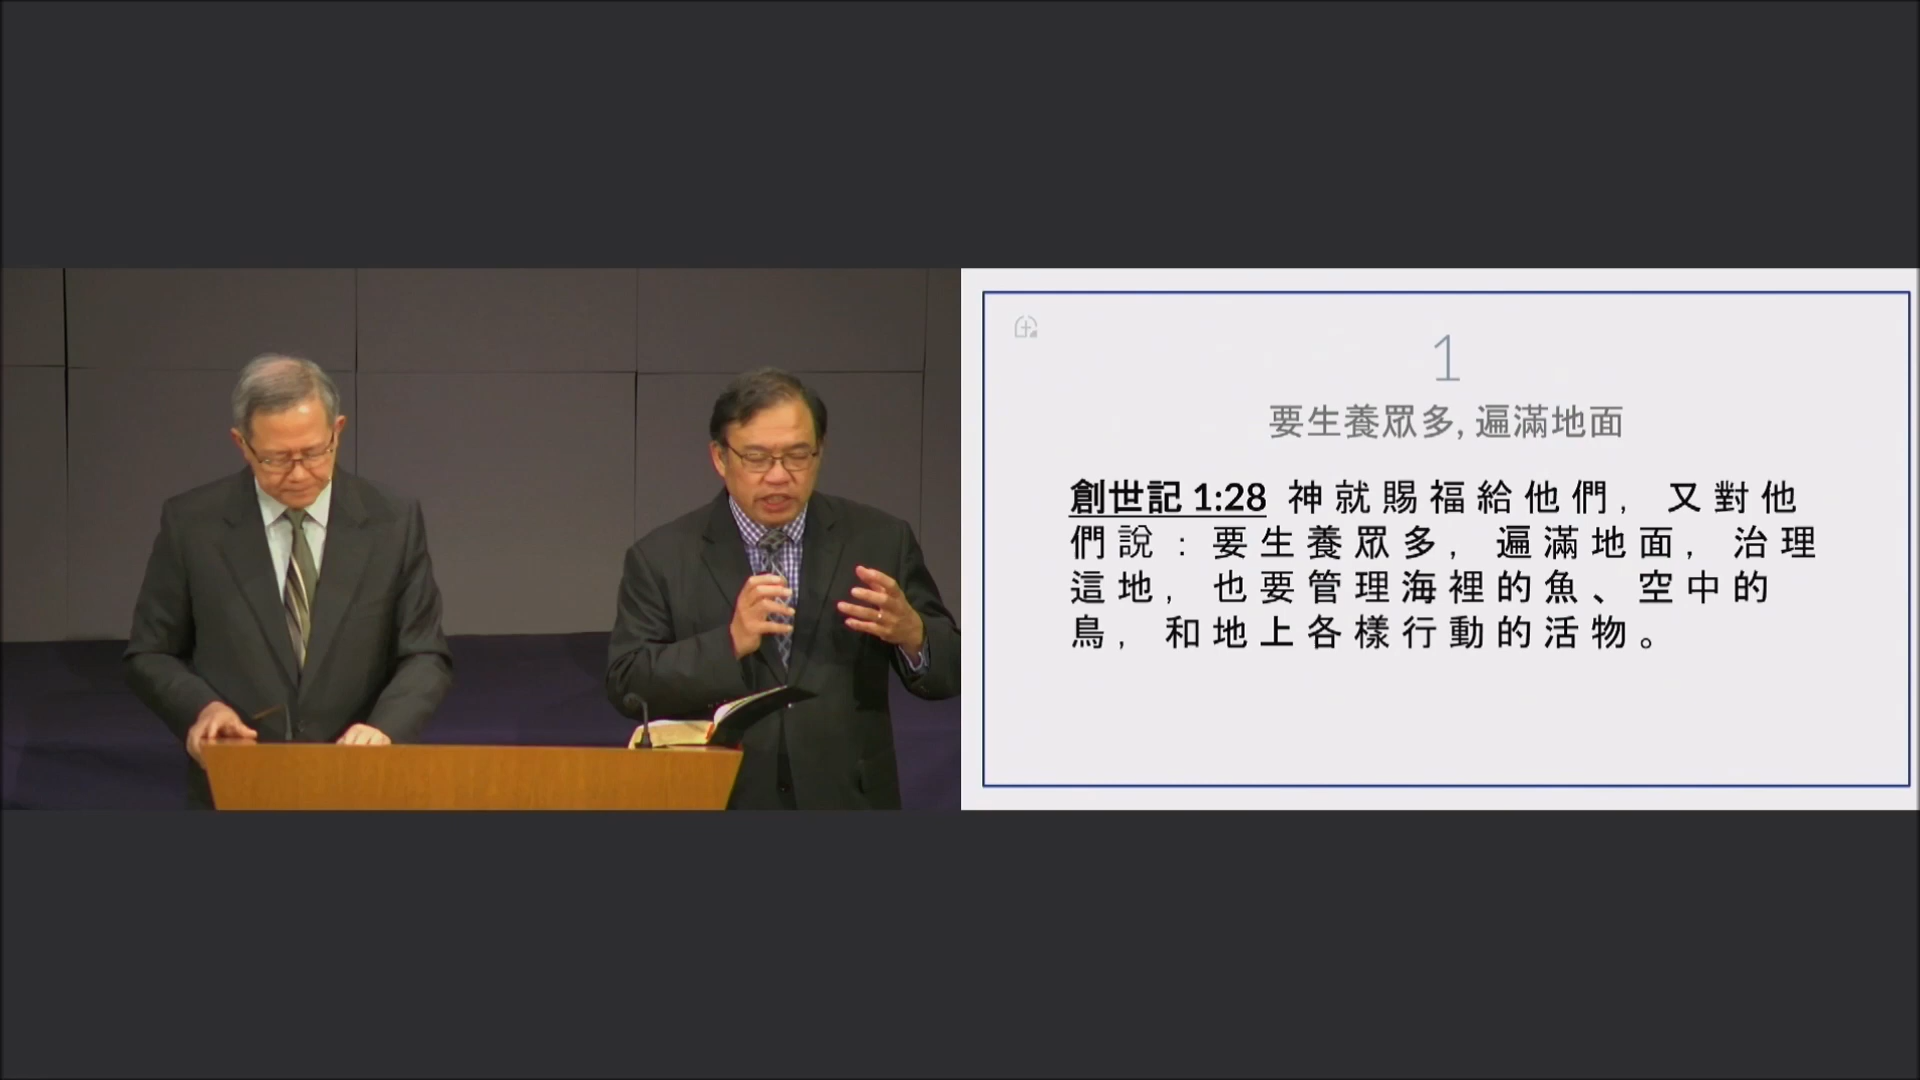 1
要生養眾多, 遍滿地面
創世記 1:28 神就賜福給他們, 又對他
們說：要生養眾多, 遍滿地面, 治理
這地, 也要管理海裡的魚、空中的
鳥, 和地上各樣行動的活物。